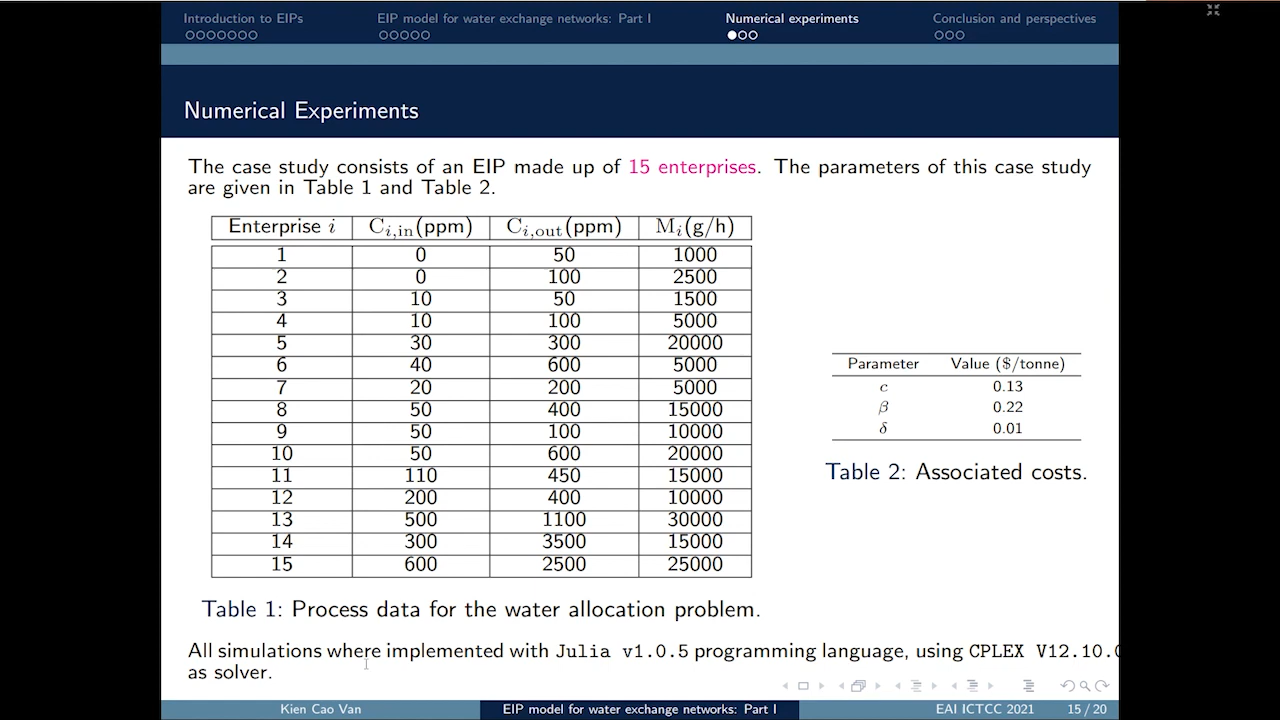 Introduction to EIPs EIP model for water exchange networks: Part I Numerical experiments Conclusion and perspectives
Numerical Experiments
The case study consists of an EIP made up of 15 enterprises. The parameters of this case study
are given in Table 1 and Table 2.
Enterprise i C_{i,in}(ppm) C_{i,out}(ppm) M_i(g/h)
1 0 50 1000
2 0 100 2500
3 10 50 1500
4 10 100 5000
5 30 300 20000
6 40 600 5000
7 20 200 5000
8 50 400 15000
9 50 100 10000
10 50 600 20000
11 110 450 15000
12 200 400 10000
13 500 1100 30000
14 300 3500 15000
15 600 2500 25000
Table 1: Process data for the water allocation problem.
Parameter Value ($/tonne)
c 0.13
β 0.22
δ 0.01
Table 2: Associated costs.
All simulations where implemented with Julia v1.0.5 programming language, using CPLEX V12.10.0
as solver.
Kien Cao Van EIP model for water exchange networks: Part I EAI ICTCC 2021 15 / 20